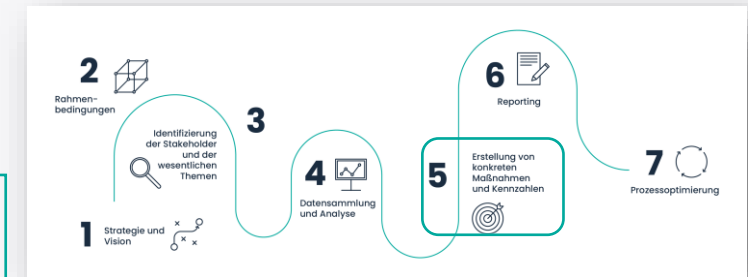 1
Strategie und
Vision
2
Rahmen-
bedingungen
3
Identifizierung
der Stakeholder
und der
wesentlichen
Themen
4
Datensammlung
und Analyse
5
Erstellung von
konkreten
Maßnahmen
und Kennzahlen
6
Reporting
7
Prozessoptimierung